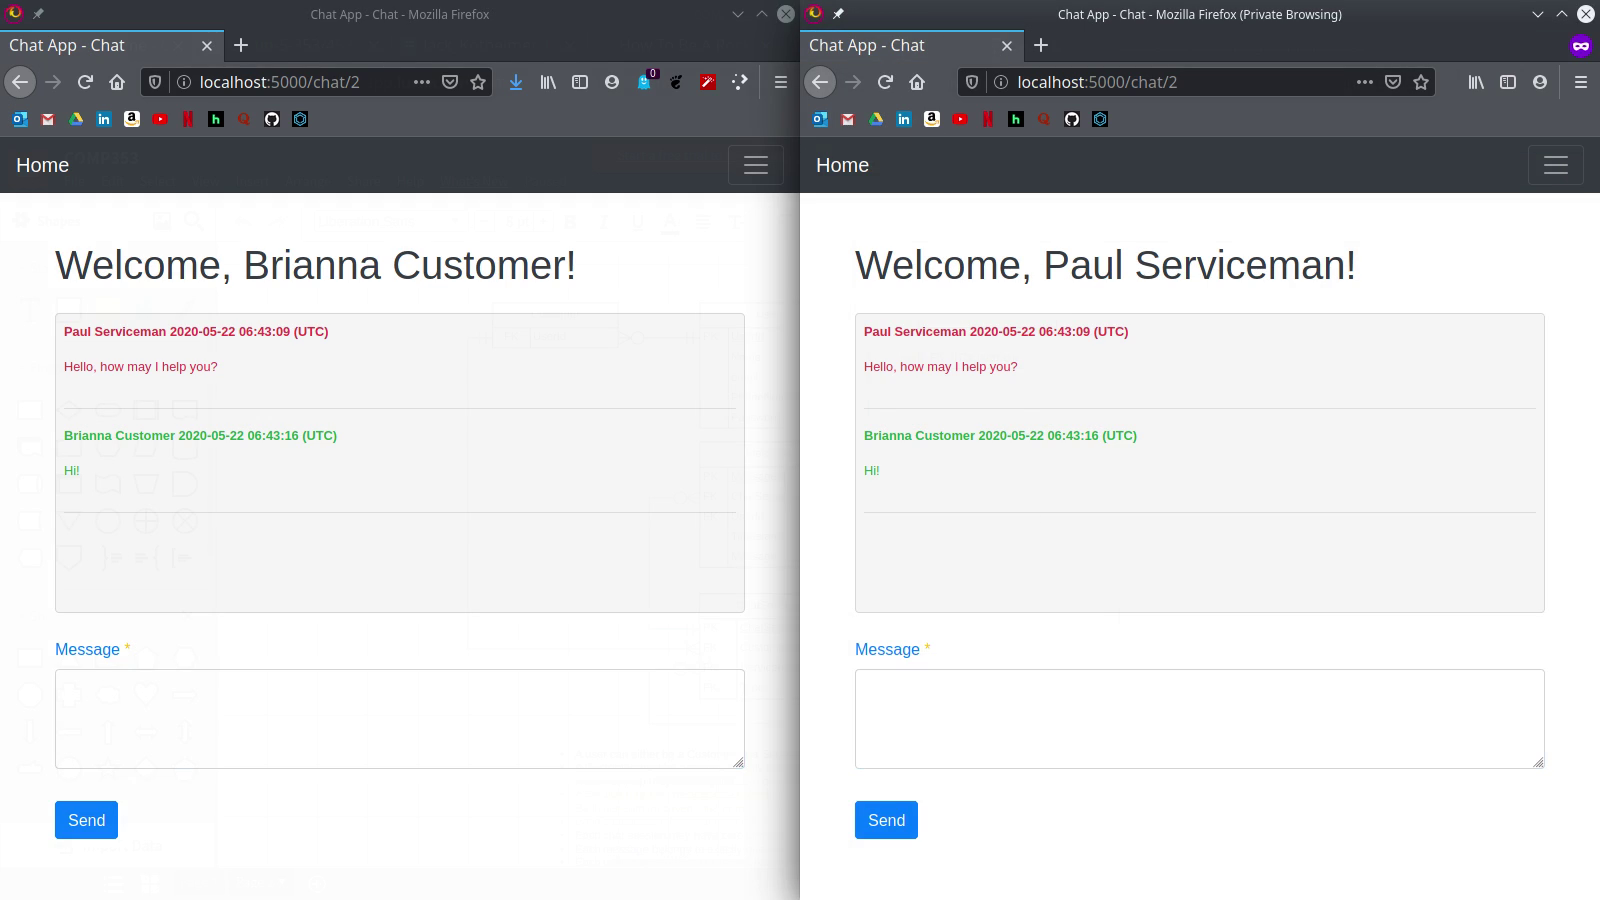 Chat App - Chat - Mozilla Firefox
Chat App - Chat
localhost:5000/chat/2
0
Home
Welcome, Brianna Customer!
Paul Serviceman 2020-05-22 06:43:09 (UTC)
Hello, how may I help you?
Brianna Customer 2020-05-22 06:43:16 (UTC)
Hi!
Message *
Send
Chat App - Chat - Mozilla Firefox (Private Browsing)
Chat App - Chat
localhost:5000/chat/2
Home
Welcome, Paul Serviceman!
Paul Serviceman 2020-05-22 06:43:09 (UTC)
Hello, how may I help you?
Brianna Customer 2020-05-22 06:43:16 (UTC)
Hi!
Message *
Send